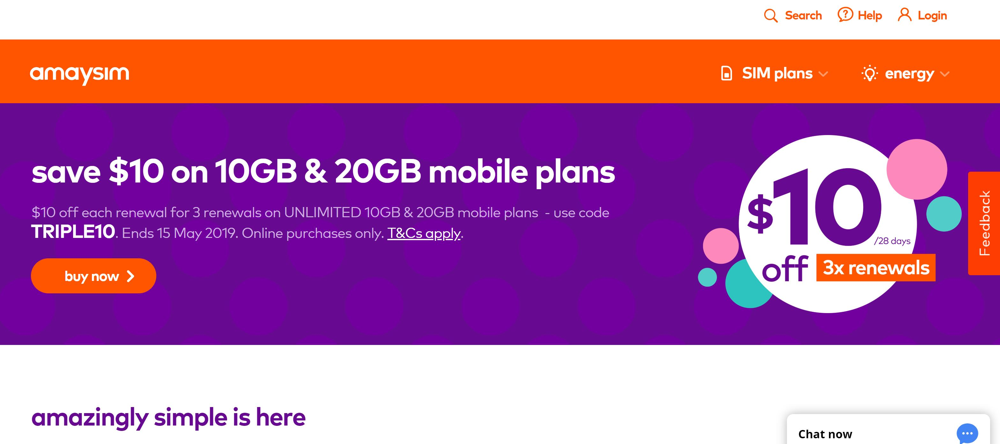 Search Help Login
amaysim SIM plans energy
save $10 on 10GB & 20GB mobile plans
$10 off each renewal for 3 renewals on UNLIMITED 10GB & 20GB mobile plans - use code
TRIPLE10. Ends 15 May 2019. Online purchases only. T&Cs apply.
buy now
$10 /28 days
off 3x renewals
Feedback
amazingly simple is here
Chat now